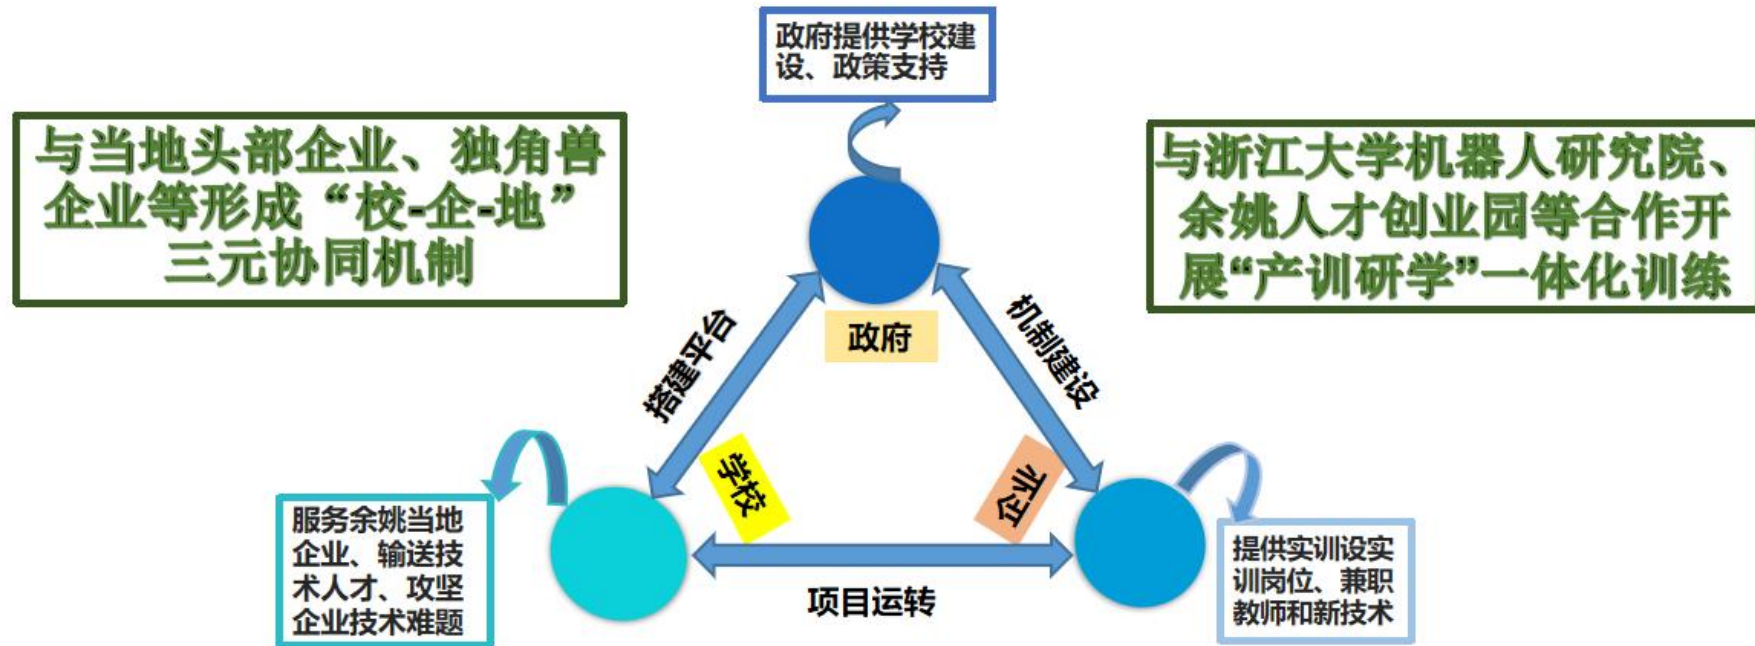 政府提供学校建
设、政策支持
与当地头部企业、独角兽
企业等形成“校-企-地”
三元协同机制
与浙江大学机器人研究院、
余姚人才创业园等合作开
展“产训研学”一体化训练
政府
搭建平台
机制建设
学校
企业
服务余姚当地
企业、输送技
术人才、攻坚
企业技术难题
项目运转
提供实训设实
训岗位、兼职
教师和新技术